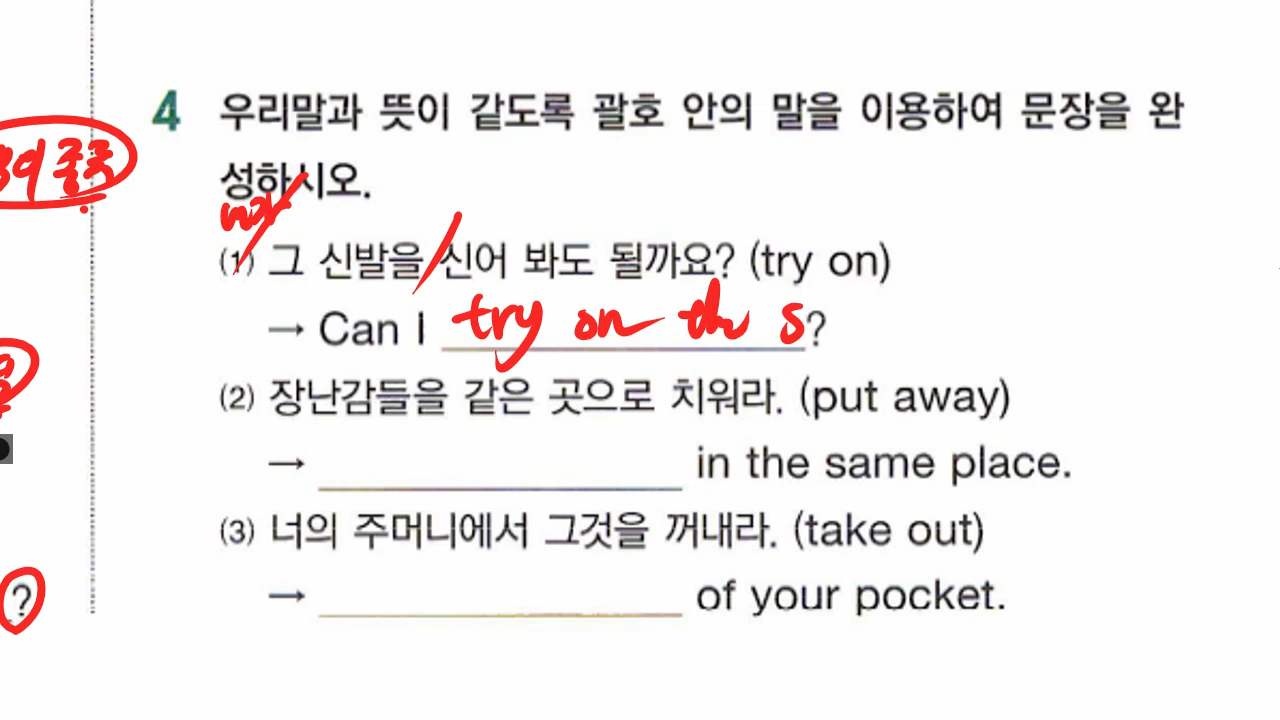 4 우리말과 뜻이 같도록 괄호 안의 말을 이용하여 문장을 완
성하시오.
(1) 그 신발을 신어 봐도 될까요? (try on)
→ Can I try on the s?
(2) 장난감들을 같은 곳으로 치워라. (put away)
→ in the same place.
(3) 너의 주머니에서 그것을 꺼내라. (take out)
→ of your pocket.
?